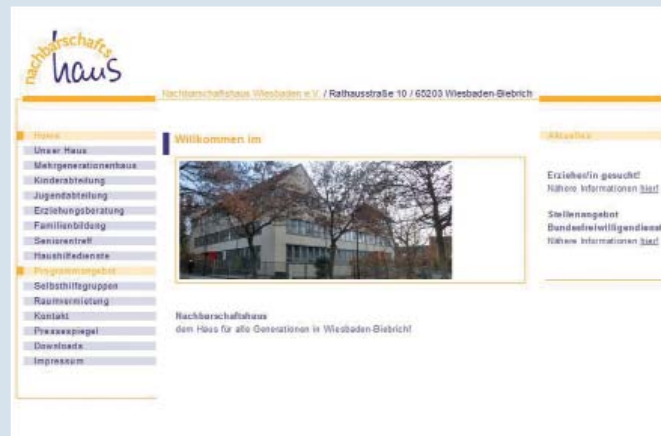 nachbarschafts
haus
Nachbarschaftshaus Wiesbaden e.V. / Rathausstraße 10 / 65203 Wiesbaden-Biebrich
Home
Unser Haus
Mehrgenerationenhaus
Kinderabteilung
Jugendabteilung
Erziehungsberatung
Familienbildung
Seniorentreff
Haushilfedienste
Programmangebot
Selbsthilfegruppen
Raumvermietung
Kontakt
Pressespiegel
Downloads
Impressum
Willkommen im
Nachbarschaftshaus
dem Haus für alle Generationen in Wiesbaden-Biebrich!
Aktuelles
Erzieher/in gesucht!
Nähere Informationen hier!
Stellenangebot
Bundesfreiwilligendienst
Nähere Informationen hier!